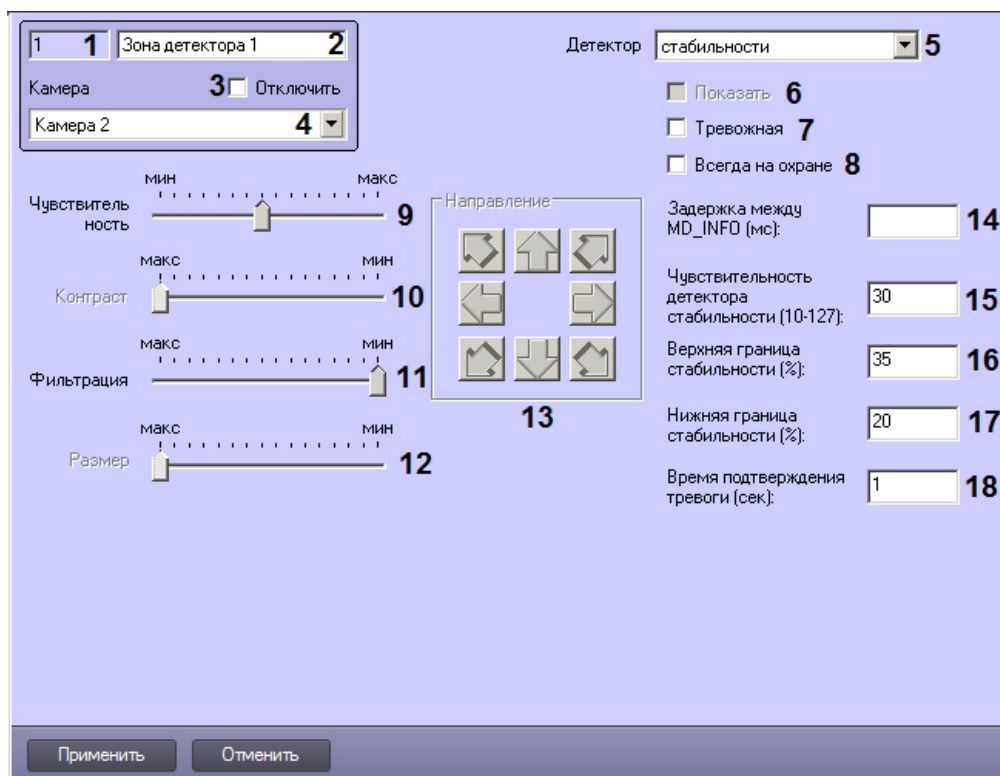 1 1 Зона детектора 1 2
Камера 3 Отключить
Камера 2 4
Детектор стабильности 5
Показать 6
Тревожная 7
Всегда на охране 8
мин макс
Чувствитель
ность 9
макс мин
Контраст 10
макс мин
Фильтрация 11
макс мин
Размер 12
Направление
13
Задержка между
MD_INFO (мс): 14
Чувствительность
детектора
стабильности (10-127): 30 15
Верхняя граница
стабильности (%): 35 16
Нижняя граница
стабильности (%): 20 17
Время подтверждения
тревоги (сек): 1 18
Применить Отменить